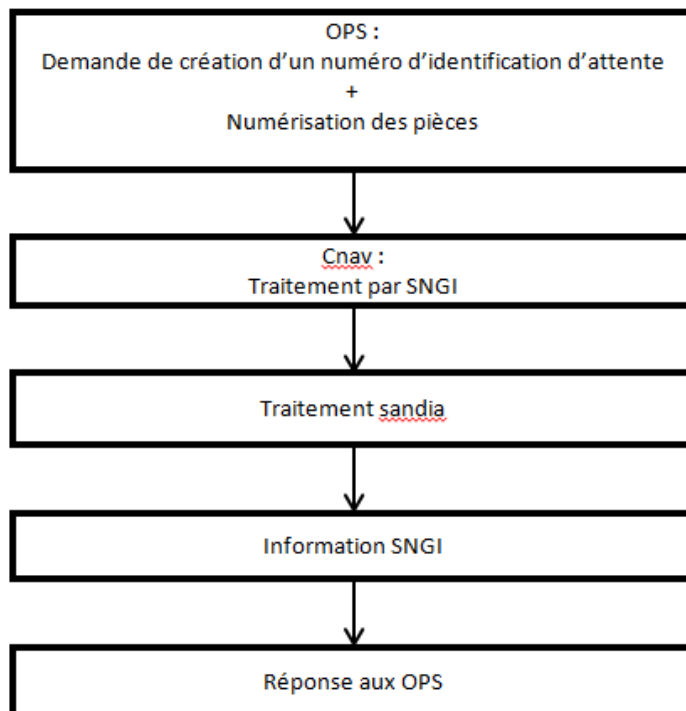 OPS :
Demande de création d’un numéro d’identification d’attente
+
Numérisation des pièces
Cnav :
Traitement par SNGI
Traitement sandia
Information SNGI
Réponse aux OPS